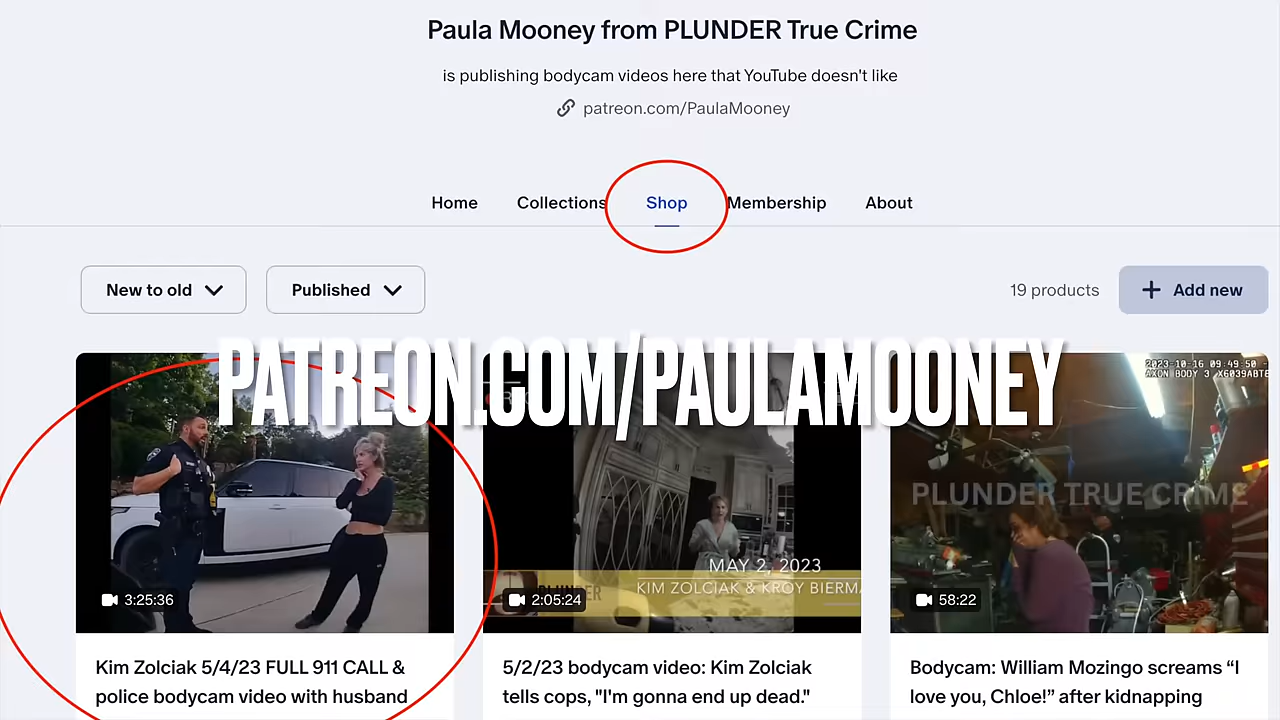 Paula Mooney from PLUNDER True Crime
is publishing bodycam videos here that YouTube doesn't like
patreon.com/PaulaMooney
Home Collections Shop Membership About
New to old Published 19 products + Add new
PATREON.COM/PAULAMOONEY
2023-10-16 09:49:50
AXON BODY 3 X6039A8T6
PLUNDER TRUE CRIME
MAY 2, 2023
PLUNDER KIM ZOLCIAK & KROY BIERMA
3:25:36 2:05:24 58:22
Kim Zolciak 5/4/23 FULL 911 CALL &
police bodycam video with husband
5/2/23 bodycam video: Kim Zolciak
tells cops, "I'm gonna end up dead."
Bodycam: William Mozingo screams “I
love you, Chloe!” after kidnapping